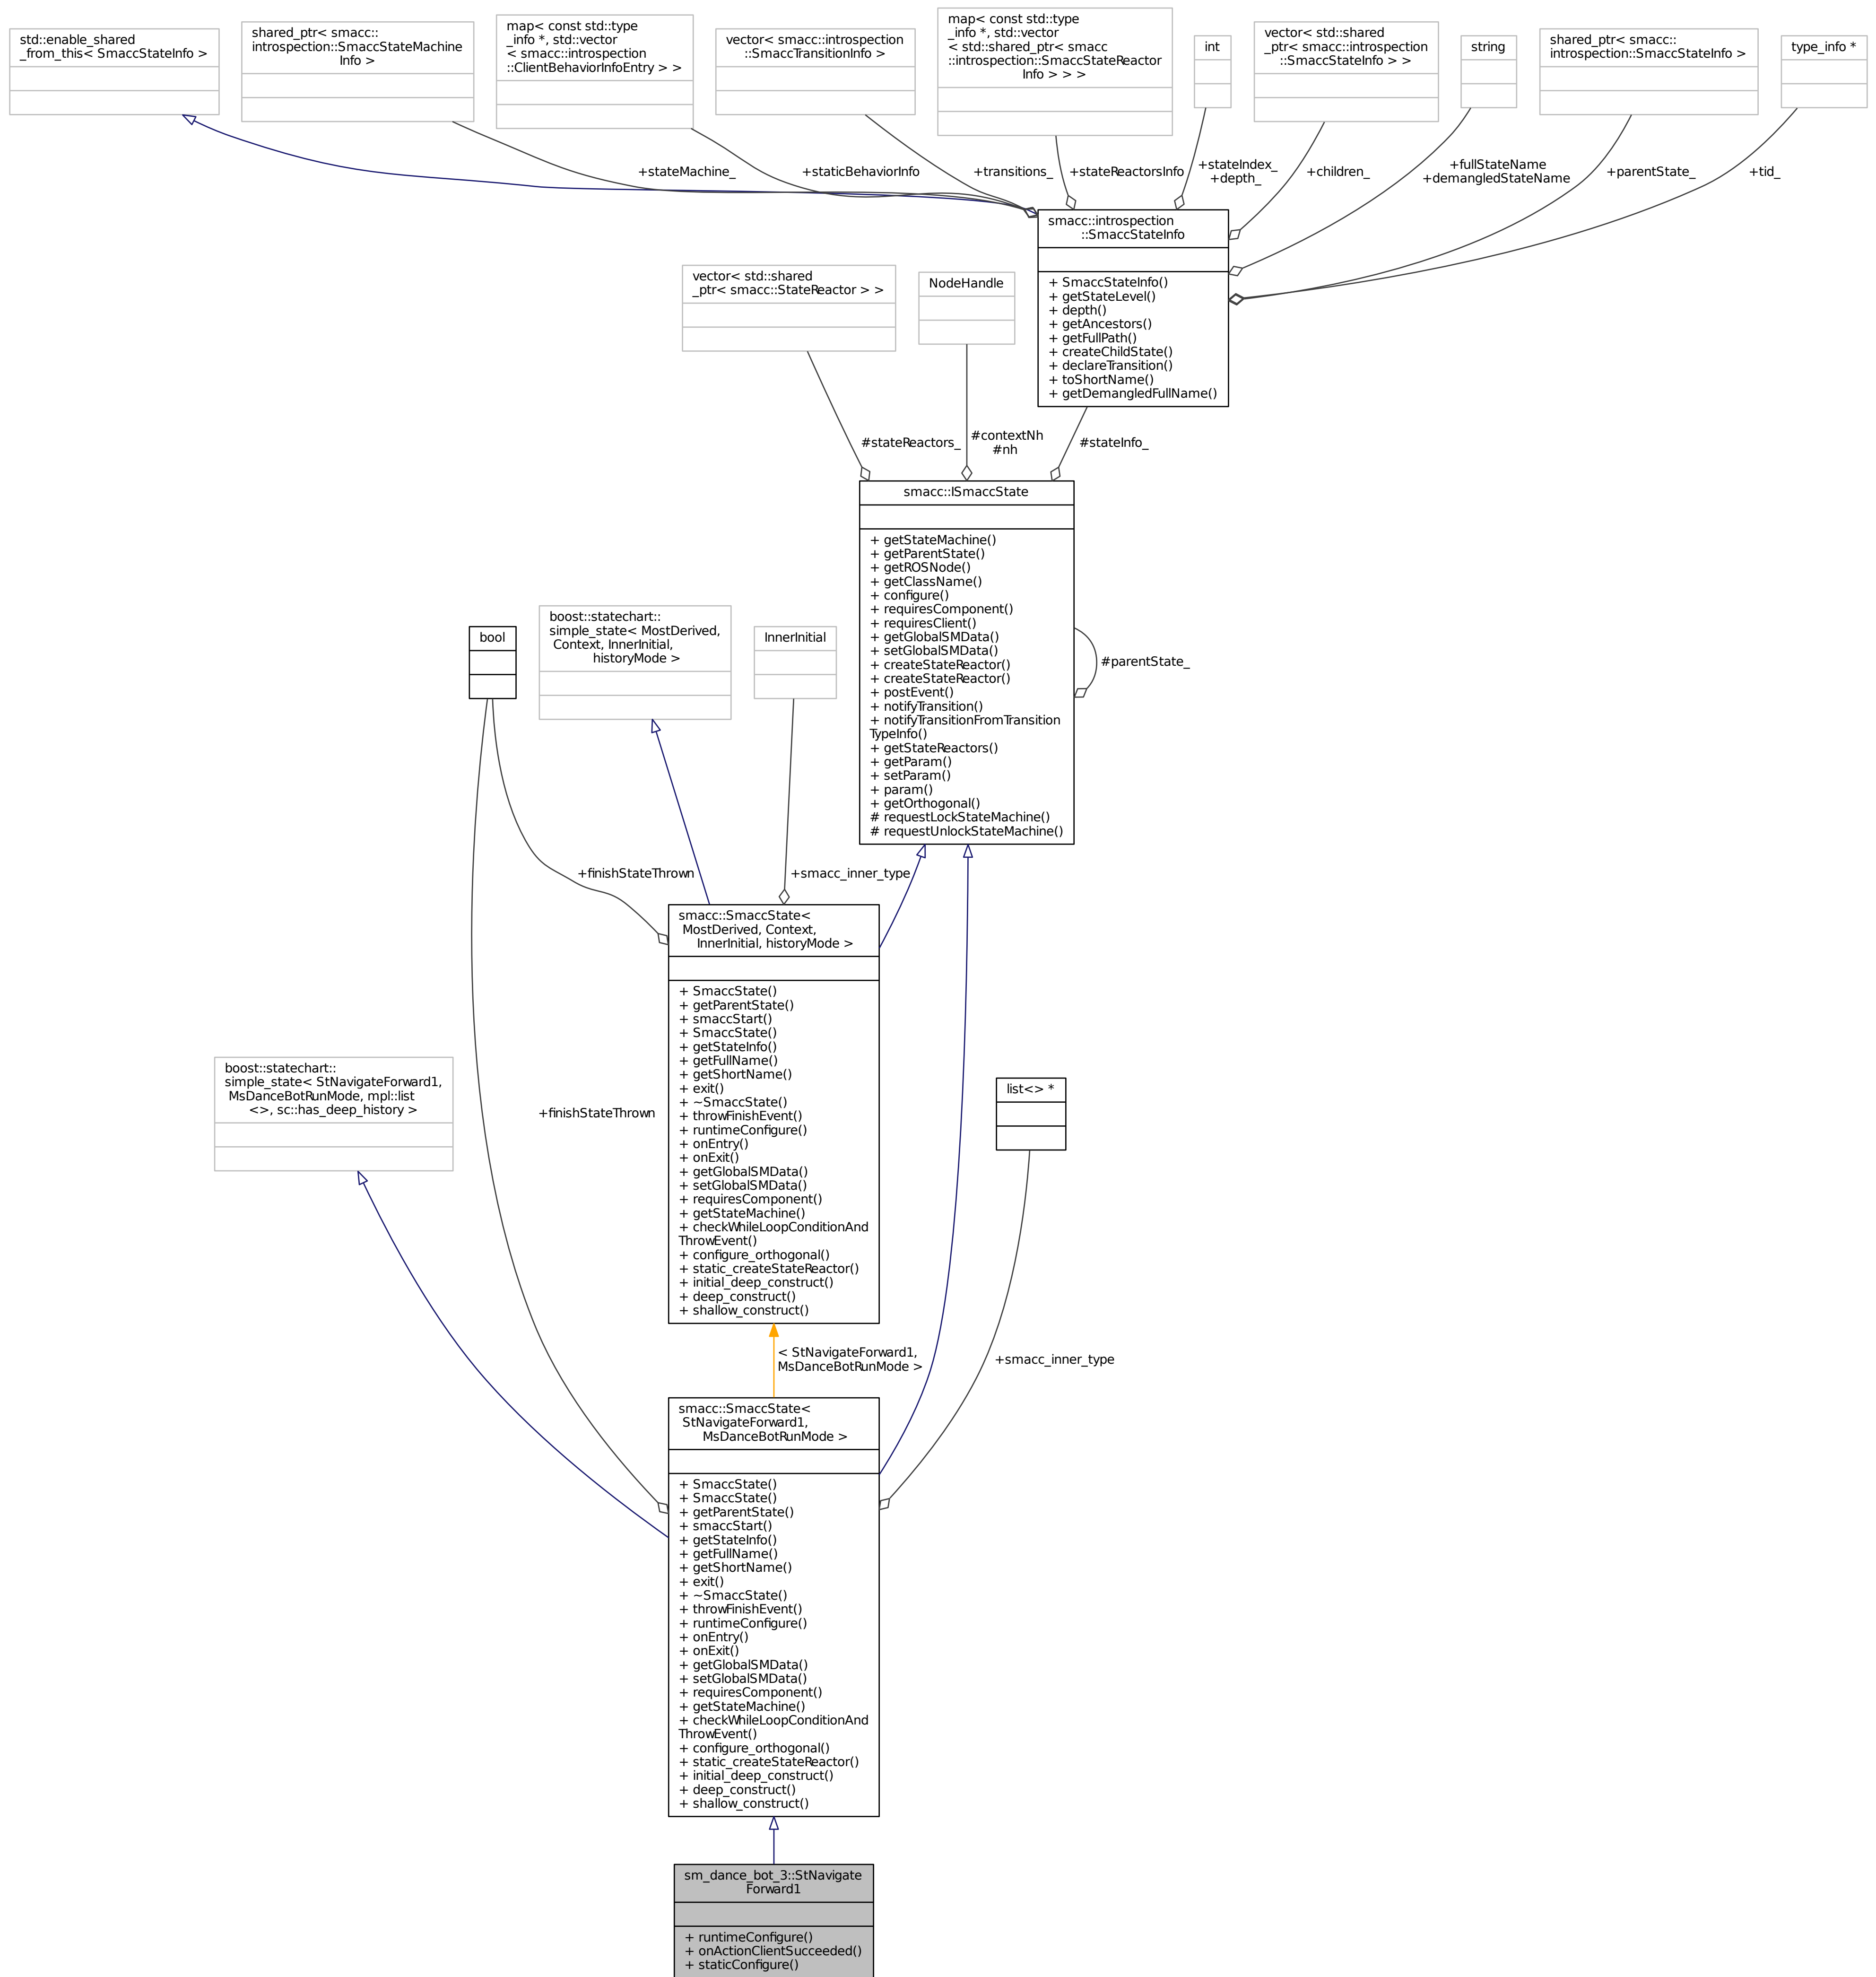 std::enable_shared
_from_this< SmaccStateInfo >
shared_ptr< smacc::
introspection::SmaccStateMachine
Info >
map< const std::type
_info *, std::vector
< smacc::introspection
::ClientBehaviorInfoEntry > >
vector< smacc::introspection
::SmaccTransitionInfo >
map< const std::type
_info *, std::vector
< std::shared_ptr< smacc
::introspection::SmaccStateReactor
Info > > >
int
vector< std::shared
_ptr< smacc::introspection
::SmaccStateInfo > >
string
shared_ptr< smacc::
introspection::SmaccStateInfo >
type_info *
+stateMachine_
+staticBehaviorInfo
+transitions_
+stateReactorsInfo
+stateIndex_
+depth_
+children_
+fullStateName
+demangledStateName
+parentState_
+tid_
smacc::introspection
::SmaccStateInfo
+ SmaccStateInfo()
+ getStateLevel()
+ depth()
+ getAncestors()
+ getFullPath()
+ createChildState()
+ declareTransition()
+ toShortName()
+ getDemangledFullName()
vector< std::shared
_ptr< smacc::StateReactor > >
NodeHandle
#stateReactors_
#contextNh
#nh
#stateInfo_
smacc::ISmaccState
+ getStateMachine()
+ getParentState()
+ getROSNode()
+ getClassName()
+ configure()
+ requiresComponent()
+ requiresClient()
+ getGlobalSMData()
+ setGlobalSMData()
+ createStateReactor()
+ createStateReactor()
+ postEvent()
+ notifyTransition()
+ notifyTransitionFromTransition
TypeInfo()
+ getStateReactors()
+ getParam()
+ setParam()
+ param()
+ getOrthogonal()
# requestLockStateMachine()
# requestUnlockStateMachine()
#parentState_
bool
boost::statechart::
simple_state< MostDerived,
Context, InnerInitial,
historyMode >
InnerInitial
+finishStateThrown
+smacc_inner_type
smacc::SmaccState<
MostDerived, Context,
InnerInitial, historyMode >
+ SmaccState()
+ getParentState()
+ smaccStart()
+ SmaccState()
+ getStateInfo()
+ getFullName()
+ getShortName()
+ exit()
+ ~SmaccState()
+ throwFinishEvent()
+ runtimeConfigure()
+ onEntry()
+ onExit()
+ getGlobalSMData()
+ setGlobalSMData()
+ requiresComponent()
+ getStateMachine()
+ checkWhileLoopConditionAnd
ThrowEvent()
+ configure_orthogonal()
+ static_createStateReactor()
+ initial_deep_construct()
+ deep_construct()
+ shallow_construct()
boost::statechart::
simple_state< StNavigateForward1,
MsDanceBotRunMode, mpl::list
<>, sc::has_deep_history >
+finishStateThrown
list<> *
< StNavigateForward1,
MsDanceBotRunMode >
+smacc_inner_type
smacc::SmaccState<
StNavigateForward1,
MsDanceBotRunMode >
+ SmaccState()
+ SmaccState()
+ getParentState()
+ smaccStart()
+ getStateInfo()
+ getFullName()
+ getShortName()
+ exit()
+ ~SmaccState()
+ throwFinishEvent()
+ runtimeConfigure()
+ onEntry()
+ onExit()
+ getGlobalSMData()
+ setGlobalSMData()
+ requiresComponent()
+ getStateMachine()
+ checkWhileLoopConditionAnd
ThrowEvent()
+ configure_orthogonal()
+ static_createStateReactor()
+ initial_deep_construct()
+ deep_construct()
+ shallow_construct()
sm_dance_bot_3::StNavigate
Forward1
+ runtimeConfigure()
+ onActionClientSucceeded()
+ staticConfigure()